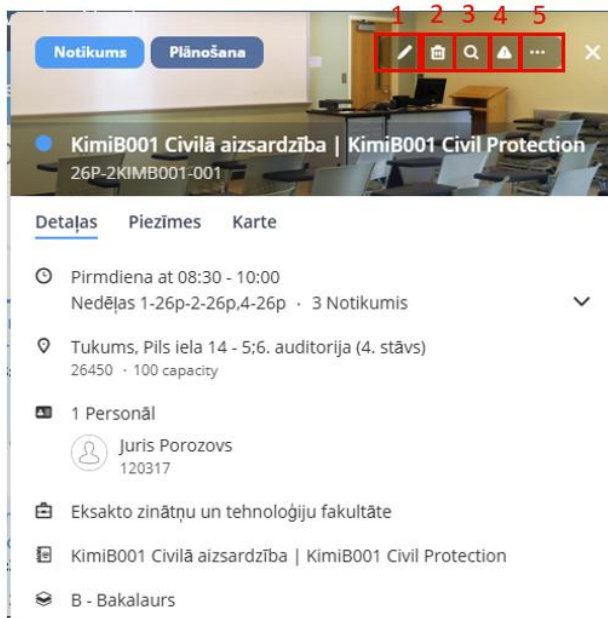 1 2 3 4 5
Notikums Plānošana
KimiB001 Civilā aizsardzība | KimiB001 Civil Protection
26P-2KIMB001-001
Detaļas Piezīmes Karte
Pirmdiena at 08:30 - 10:00
Nedēļas 1-26p-2-26p,4-26p · 3 Notikumis
Tukums, Pils iela 14 - 5;6. auditorija (4. stāvs)
26450 · 100 capacity
1 Personāl
Juris Porozovs
120317
Eksakto zinātņu un tehnoloģiju fakultāte
KimiB001 Civilā aizsardzība | KimiB001 Civil Protection
B - Bakalaurs